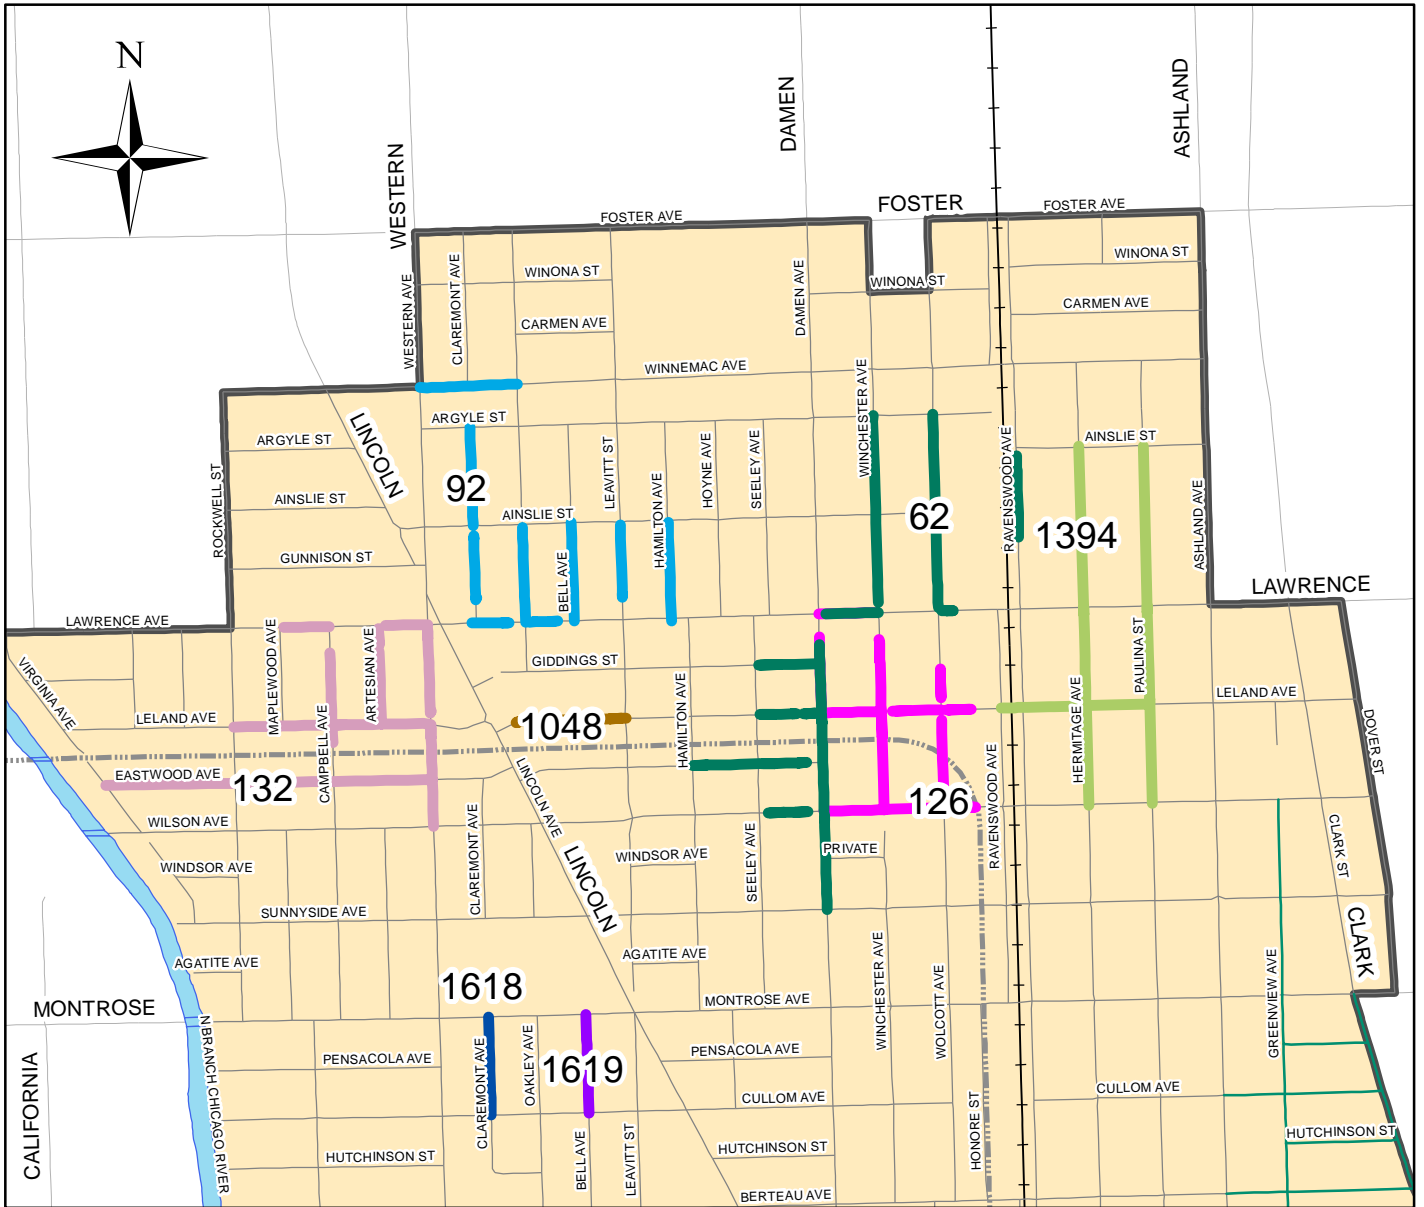 N
DAMEN
ASHLAND
WESTERN
FOSTER
FOSTER AVE
FOSTER AVE
WINONA ST
WINONA ST
WINONA ST
CLAREMONT AVE
WESTERN AVE
DAMEN AVE
CARMEN AVE
CARMEN AVE
WINNEMAC AVE
WINCHESTER AVE
ARGYLE ST
ARGYLE ST
LINCOLN
LEAVITT ST
HOYNE AVE
SEELEY AVE
RAVENSWOOD AVE
AINSLIE ST
ROCKWELL ST
92
AINSLIE ST
AINSLIE ST
HAMILTON AVE
62
1394
ASHLAND AVE
GUNNISON ST
BELL AVE
LAWRENCE
LAWRENCE AVE
MAPLEWOOD AVE
ARTESIAN AVE
PAULINA ST
GIDDINGS ST
VIRGINIA AVE
LELAND AVE
HAMILTON AVE
HERMITAGE AVE
LELAND AVE
DOVER ST
1048
CAMPBELL AVE
EASTWOOD AVE
132
LINCOLN AVE
126
RAVENSWOOD AVE
WILSON AVE
CLAREMONT AVE
WINDSOR AVE
WINDSOR AVE
SEELEY AVE
PRIVATE
CLARK ST
LINCOLN
SUNNYSIDE AVE
CLARK
AGATITE AVE
AGATITE AVE
WINCHESTER AVE
WOLCOTT AVE
GREENVIEW AVE
1618
MONTROSE
MONTROSE AVE
N BRANCH CHICAGO RIVER
PENSACOLA AVE
CLAREMONT AVE
OAKLEY AVE
1619
PENSACOLA AVE
CALIFORNIA
CULLOM AVE
CULLOM AVE
HONORE ST
BELL AVE
LEAVITT ST
HUTCHINSON ST
HUTCHINSON ST
HUTCHINSON ST
BERTEAU AVE